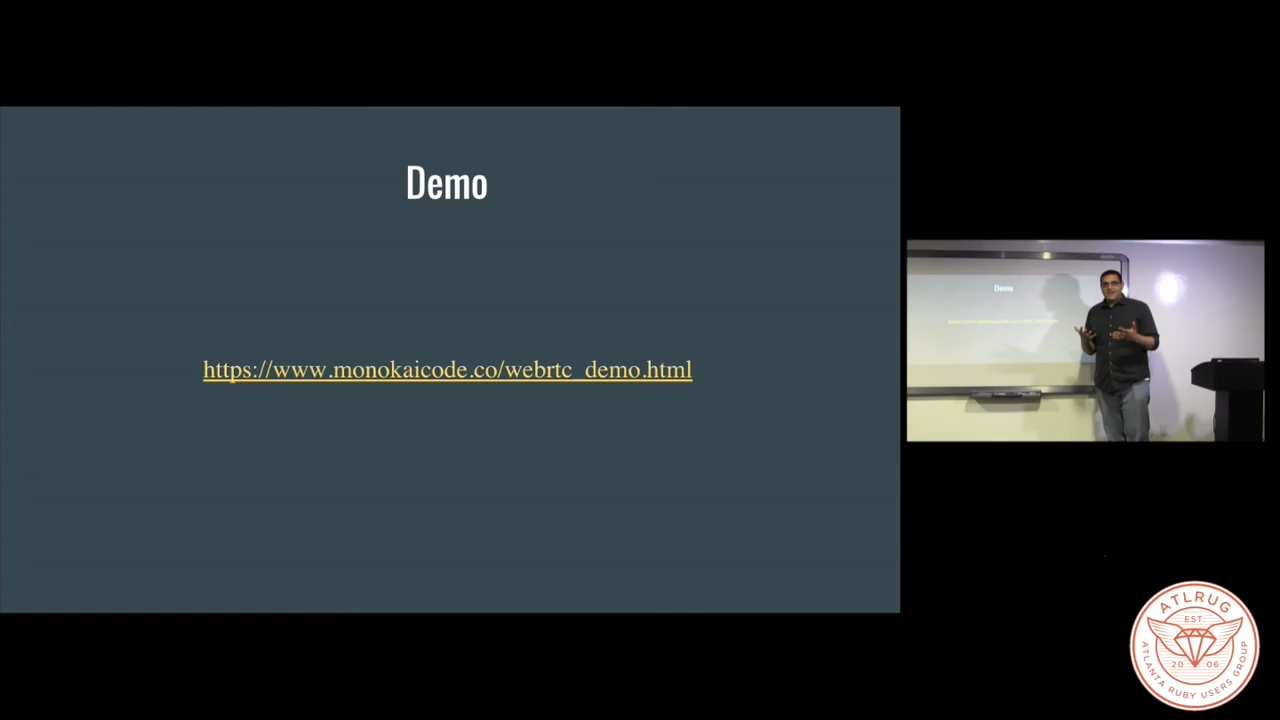 Demo
https://www.monokaicode.co/webrtc_demo.html
Demo
ATLRUG
EST.
20 06
ATLANTA RUBY USERS GROUP